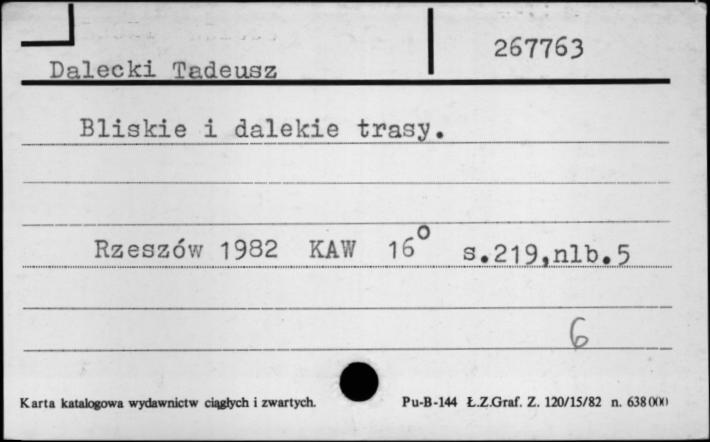 267763
Dalecki Tadeusz
Bliskie i dalekie trasy.
Rzeszów 1982 KAW 16° s.219,nlb.5
6
Karta katalogowa wydawnictw ciągłych i zwartych. Pu-B-144 Ł.Z.Graf. Z. 120/15/82 n. 638000